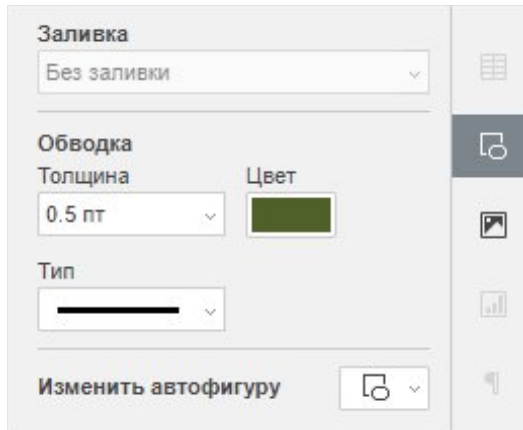 Заливка
Без заливки
Обводка
Толщина Цвет
0.5 пт
Тип
Изменить автофигуру